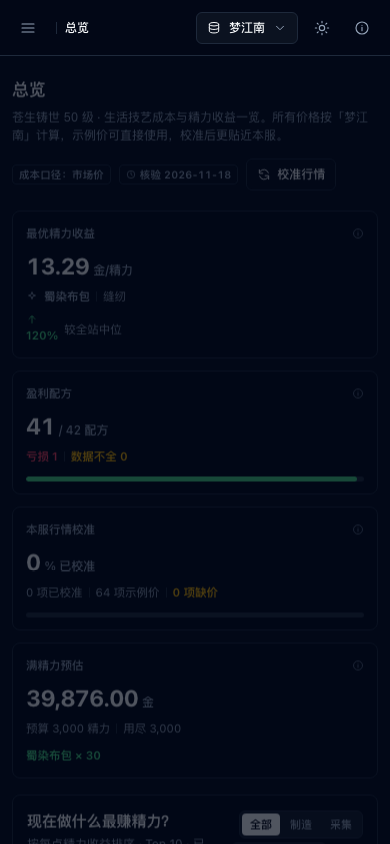 总览
梦江南
总览
苍生铸世 50 级 · 生活技艺成本与精力收益一览。所有价格按「梦江
南」计算，示例价可直接使用，校准后更贴近本服。
成本口径：市场价
核验 2026-11-18
校准行情
最优精力收益
13.29 金/精力
蜀染布包 缝纫
↑
120% 较全站中位
盈利配方
41 / 42 配方
亏损 1 数据不全 0
本服行情校准
0 % 已校准
0 项已校准 64 项示例价 0 项缺价
满精力预估
39,876.00 金
预算 3,000 精力 用尽 3,000
蜀染布包 × 30
现在做什么最赚精力?
全部 制造 采集